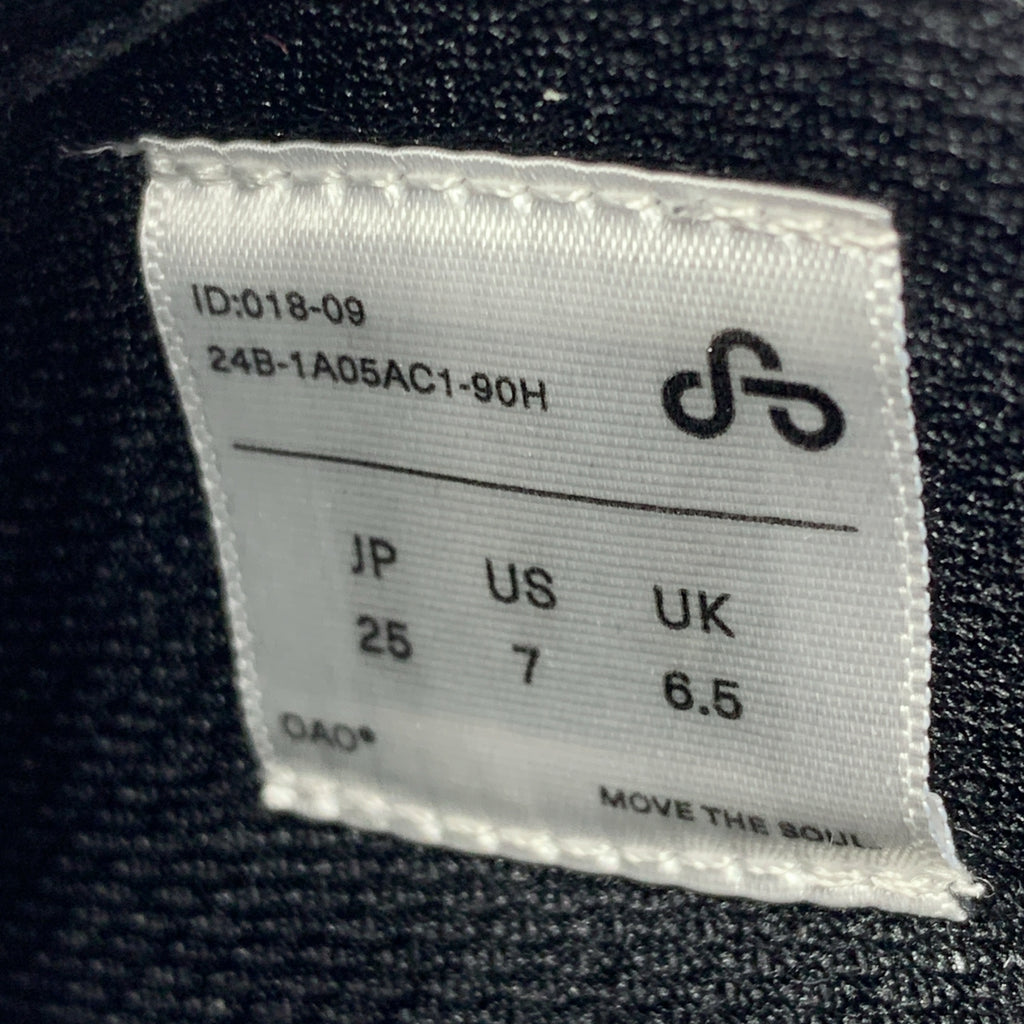 ID:018-09
24B-1A05AC1-90H
JP US UK
25 7 6.5
OAO®
MOVE THE SOUL.